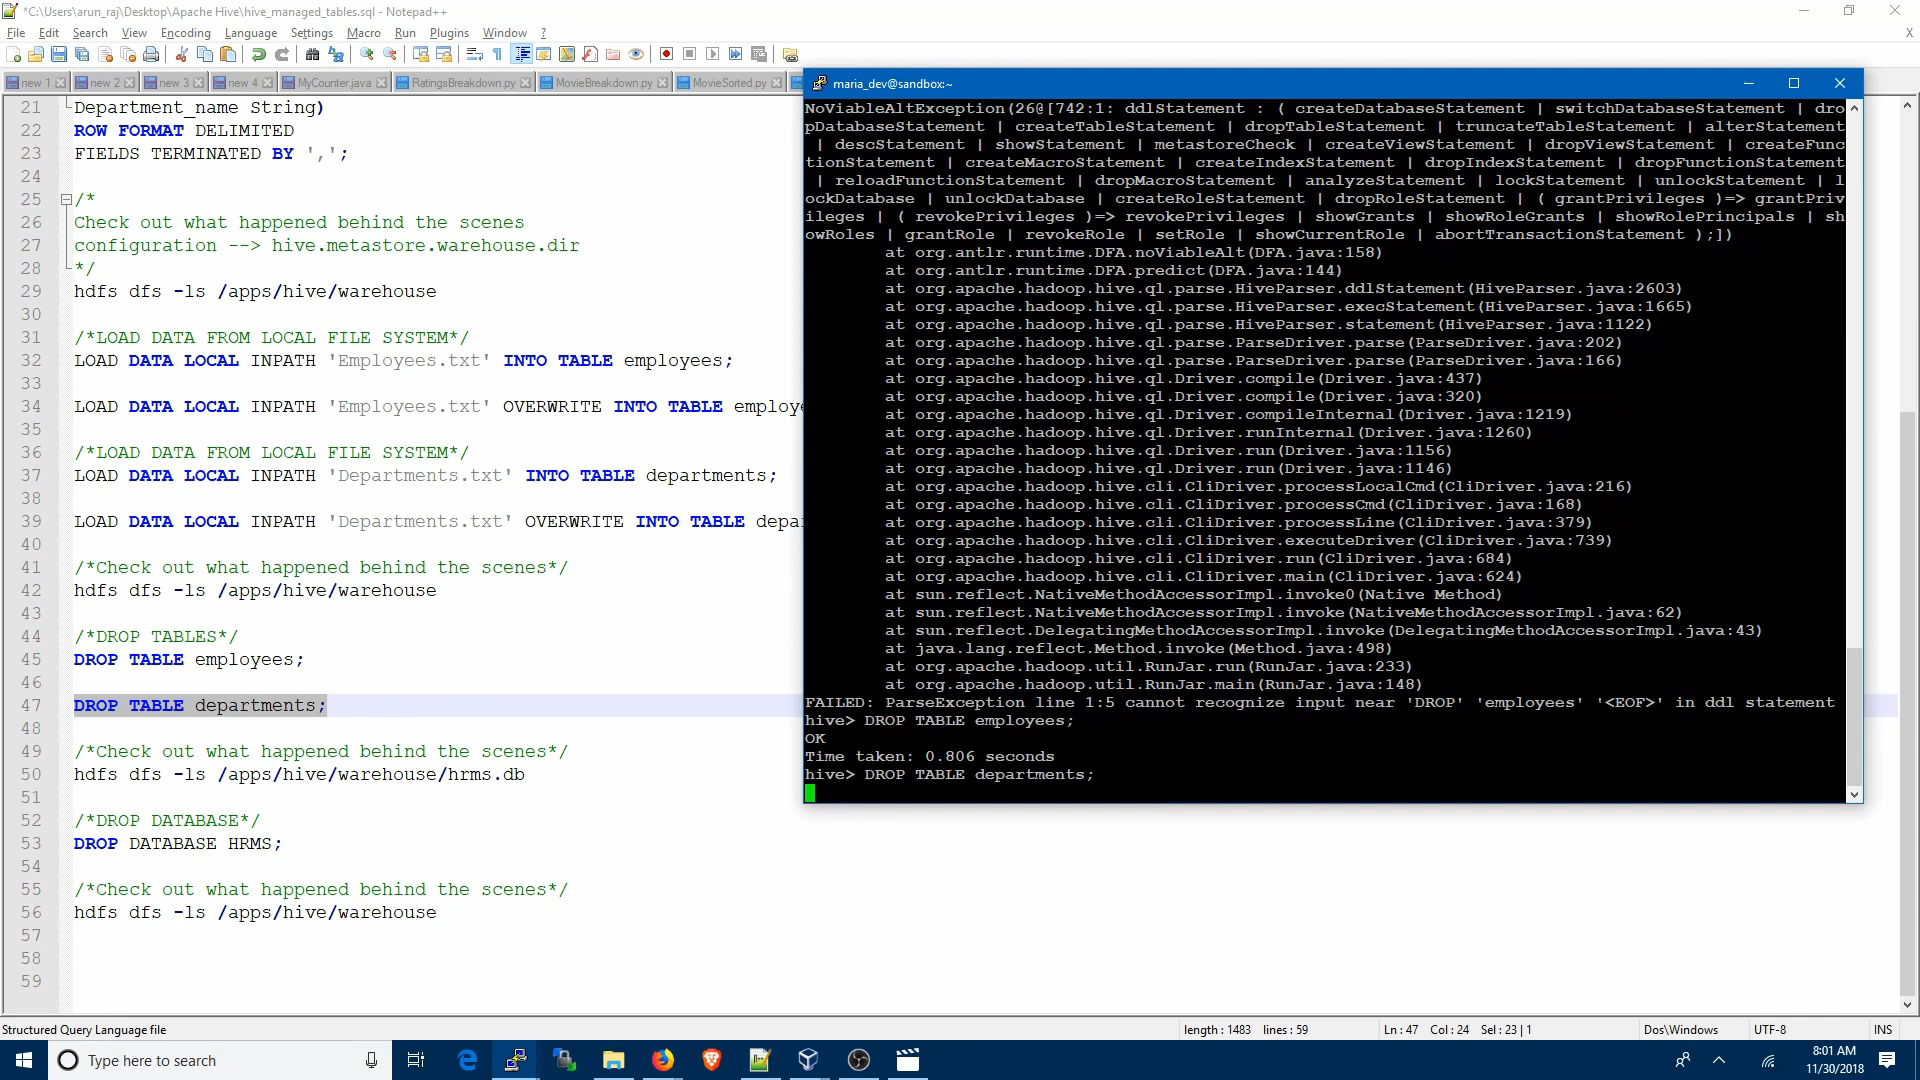 *C:\Users\arun_raj\Desktop\Apache Hive\hive_managed_tables.sql - Notepad++
File Edit Search View Encoding Language Settings Macro Run Plugins Window ? X
new 1 new 2 new 3 new 4 MyCounter.java RatingsBreakdown.py MovieBreakdown.py MovieSorted.py
21 Department_name String)
22 ROW FORMAT DELIMITED
23 FIELDS TERMINATED BY ',';
24
25 /*
26 Check out what happened behind the scenes
27 configuration --> hive.metastore.warehouse.dir
28 */
29 hdfs dfs -ls /apps/hive/warehouse
30
31 /*LOAD DATA FROM LOCAL FILE SYSTEM*/
32 LOAD DATA LOCAL INPATH 'Employees.txt' INTO TABLE employees;
33
34 LOAD DATA LOCAL INPATH 'Employees.txt' OVERWRITE INTO TABLE employe
35
36 /*LOAD DATA FROM LOCAL FILE SYSTEM*/
37 LOAD DATA LOCAL INPATH 'Departments.txt' INTO TABLE departments;
38
39 LOAD DATA LOCAL INPATH 'Departments.txt' OVERWRITE INTO TABLE depar
40
41 /*Check out what happened behind the scenes*/
42 hdfs dfs -ls /apps/hive/warehouse
43
44 /*DROP TABLES*/
45 DROP TABLE employees;
46
47 DROP TABLE departments;
48
49 /*Check out what happened behind the scenes*/
50 hdfs dfs -ls /apps/hive/warehouse/hrms.db
51
52 /*DROP DATABASE*/
53 DROP DATABASE HRMS;
54
55 /*Check out what happened behind the scenes*/
56 hdfs dfs -ls /apps/hive/warehouse
57
58
59
maria_dev@sandbox:~
NoViableAltException(26@[742:1: ddlStatement : ( createDatabaseStatement | switchDatabaseStatement | dro
pDatabaseStatement | createTableStatement | dropTableStatement | truncateTableStatement | alterStatement
| descStatement | showStatement | metastoreCheck | createViewStatement | dropViewStatement | createFunc
tionStatement | createMacroStatement | createIndexStatement | dropIndexStatement | dropFunctionStatement
| reloadFunctionStatement | dropMacroStatement | analyzeStatement | lockStatement | unlockStatement | l
ockDatabase | unlockDatabase | createRoleStatement | dropRoleStatement | ( grantPrivileges )=> grantPriv
ileges | ( revokePrivileges )=> revokePrivileges | showGrants | showRoleGrants | showRolePrincipals | sh
owRoles | grantRole | revokeRole | setRole | showCurrentRole | abortTransactionStatement );])
at org.antlr.runtime.DFA.noViableAlt(DFA.java:158)
at org.antlr.runtime.DFA.predict(DFA.java:144)
at org.apache.hadoop.hive.ql.parse.HiveParser.ddlStatement(HiveParser.java:2603)
at org.apache.hadoop.hive.ql.parse.HiveParser.execStatement(HiveParser.java:1665)
at org.apache.hadoop.hive.ql.parse.HiveParser.statement(HiveParser.java:1122)
at org.apache.hadoop.hive.ql.parse.ParseDriver.parse(ParseDriver.java:202)
at org.apache.hadoop.hive.ql.parse.ParseDriver.parse(ParseDriver.java:166)
at org.apache.hadoop.hive.ql.Driver.compile(Driver.java:437)
at org.apache.hadoop.hive.ql.Driver.compile(Driver.java:320)
at org.apache.hadoop.hive.ql.Driver.compileInternal(Driver.java:1219)
at org.apache.hadoop.hive.ql.Driver.runInternal(Driver.java:1260)
at org.apache.hadoop.hive.ql.Driver.run(Driver.java:1156)
at org.apache.hadoop.hive.ql.Driver.run(Driver.java:1146)
at org.apache.hadoop.hive.cli.CliDriver.processLocalCmd(CliDriver.java:216)
at org.apache.hadoop.hive.cli.CliDriver.processCmd(CliDriver.java:168)
at org.apache.hadoop.hive.cli.CliDriver.processLine(CliDriver.java:379)
at org.apache.hadoop.hive.cli.CliDriver.executeDriver(CliDriver.java:739)
at org.apache.hadoop.hive.cli.CliDriver.run(CliDriver.java:684)
at org.apache.hadoop.hive.cli.CliDriver.main(CliDriver.java:624)
at sun.reflect.NativeMethodAccessorImpl.invoke0(Native Method)
at sun.reflect.NativeMethodAccessorImpl.invoke(NativeMethodAccessorImpl.java:62)
at sun.reflect.DelegatingMethodAccessorImpl.invoke(DelegatingMethodAccessorImpl.java:43)
at java.lang.reflect.Method.invoke(Method.java:498)
at org.apache.hadoop.util.RunJar.run(RunJar.java:233)
at org.apache.hadoop.util.RunJar.main(RunJar.java:148)
FAILED: ParseException line 1:5 cannot recognize input near 'DROP' 'employees' '<EOF>' in ddl statement
hive> DROP TABLE employees;
OK
Time taken: 0.806 seconds
hive> DROP TABLE departments;
Structured Query Language file length : 1483 lines : 59 Ln : 47 Col : 24 Sel : 23 | 1 Dos\Windows UTF-8 INS
Type here to search
8:01 AM
11/30/2018